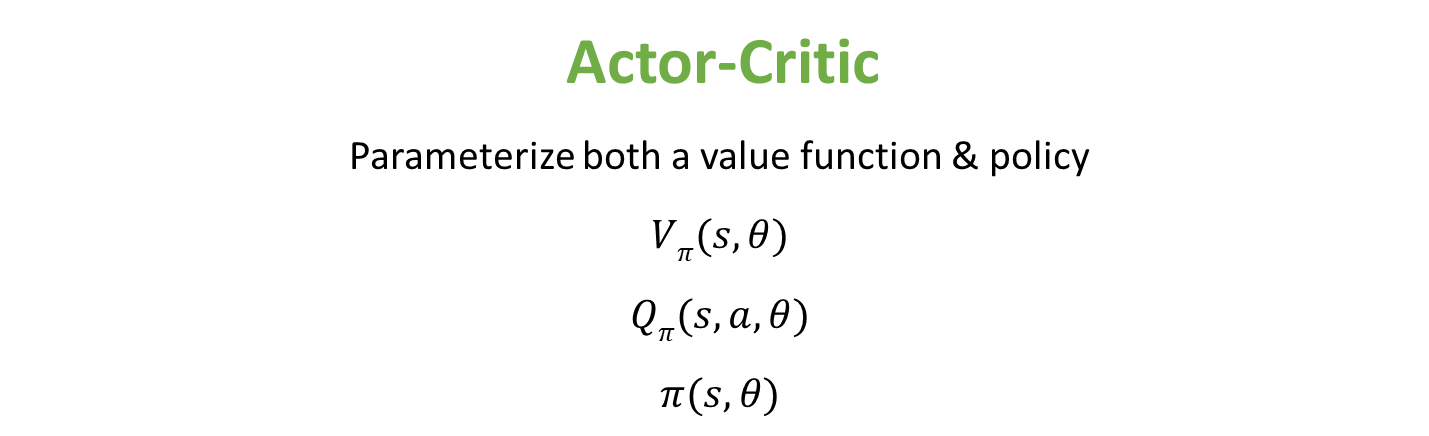 Actor-Critic
Parameterize both a value function & policy
V_π(s, θ)
Q_π(s, a, θ)
π(s, θ)